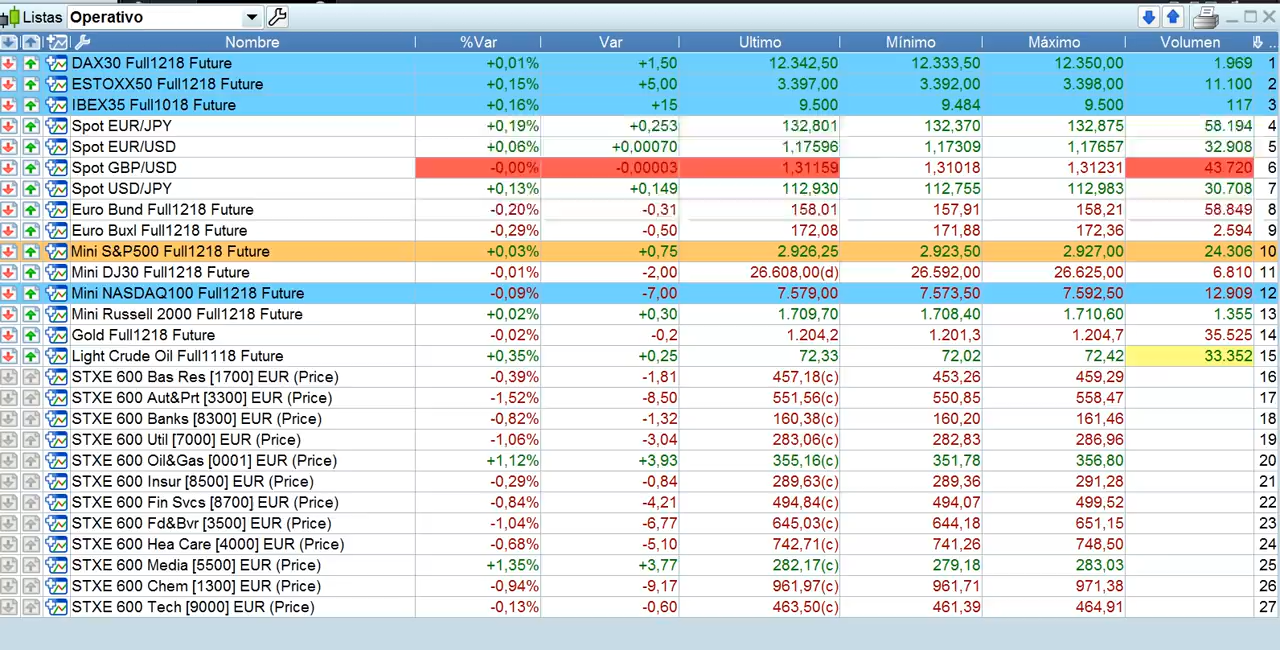 Listas Operativo
Nombre %Var Var Ultimo Mínimo Máximo Volumen ..
DAX30 Full1218 Future +0,01% +1,50 12.342,50 12.333,50 12.350,00 1.969 1
ESTOXX50 Full1218 Future +0,15% +5,00 3.397,00 3.392,00 3.398,00 11.100 2
IBEX35 Full1018 Future +0,16% +15 9.500 9.484 9.500 117 3
Spot EUR/JPY +0,19% +0,253 132,801 132,370 132,875 58.194 4
Spot EUR/USD +0,06% +0,00070 1,17596 1,17309 1,17657 32.908 5
Spot GBP/USD -0,00% -0,00003 1,31159 1,31018 1,31231 43.720 6
Spot USD/JPY +0,13% +0,149 112,930 112,755 112,983 30.708 7
Euro Bund Full1218 Future -0,20% -0,31 158,01 157,91 158,21 58.849 8
Euro Buxl Full1218 Future -0,29% -0,50 172,08 171,88 172,36 2.594 9
Mini S&P500 Full1218 Future +0,03% +0,75 2.926,25 2.923,50 2.927,00 24.306 10
Mini DJ30 Full1218 Future -0,01% -2,00 26.608,00(d) 26.592,00 26.625,00 6.810 11
Mini NASDAQ100 Full1218 Future -0,09% -7,00 7.579,00 7.573,50 7.592,50 12.909 12
Mini Russell 2000 Full1218 Future +0,02% +0,30 1.709,70 1.708,40 1.710,60 1.355 13
Gold Full1218 Future -0,02% -0,2 1.204,2 1.201,3 1.204,7 35.525 14
Light Crude Oil Full1118 Future +0,35% +0,25 72,33 72,02 72,42 33.352 15
STXE 600 Bas Res [1700] EUR (Price) -0,39% -1,81 457,18(c) 453,26 459,29 16
STXE 600 Aut&Prt [3300] EUR (Price) -1,52% -8,50 551,56(c) 550,85 558,47 17
STXE 600 Banks [8300] EUR (Price) -0,82% -1,32 160,38(c) 160,20 161,46 18
STXE 600 Util [7000] EUR (Price) -1,06% -3,04 283,06(c) 282,83 286,96 19
STXE 600 Oil&Gas [0001] EUR (Price) +1,12% +3,93 355,16(c) 351,78 356,80 20
STXE 600 Insur [8500] EUR (Price) -0,29% -0,84 289,63(c) 289,36 291,28 21
STXE 600 Fin Svcs [8700] EUR (Price) -0,84% -4,21 494,84(c) 494,07 499,52 22
STXE 600 Fd&Bvr [3500] EUR (Price) -1,04% -6,77 645,03(c) 644,18 651,15 23
STXE 600 Hea Care [4000] EUR (Price) -0,68% -5,10 742,71(c) 741,26 748,50 24
STXE 600 Media [5500] EUR (Price) +1,35% +3,77 282,17(c) 279,18 283,03 25
STXE 600 Chem [1300] EUR (Price) -0,94% -9,17 961,97(c) 961,71 971,38 26
STXE 600 Tech [9000] EUR (Price) -0,13% -0,60 463,50(c) 461,39 464,91 27